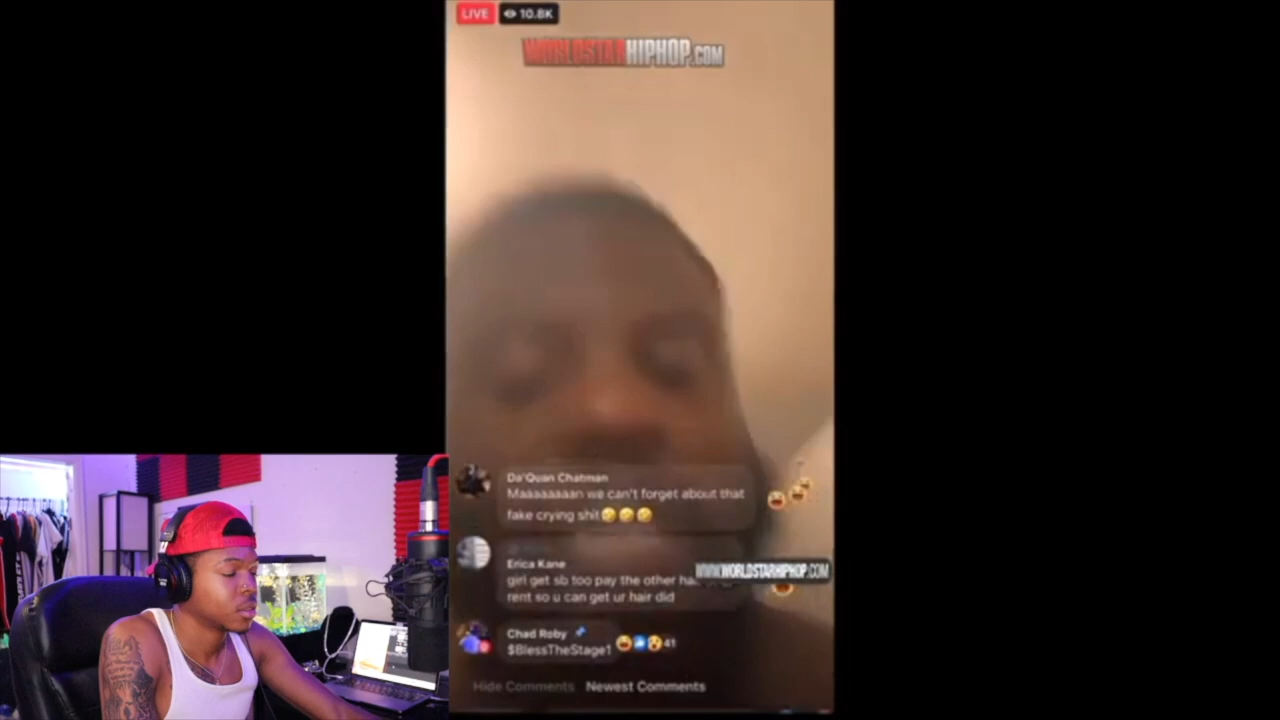 LIVE 10.8K
WORLDSTARHIPHOP.COM
Da'Quan Chatman
Maaaaaaaan we can't forget about that
fake crying shit🤣🤣🤣
WWW.WORLDSTARHIPHOP.COM
Erica Kane
girl get sb too pay the other
rent so u can get ur hair did
Chad Roby
$BlessTheStage1 41
Hide Comments Newest Comments